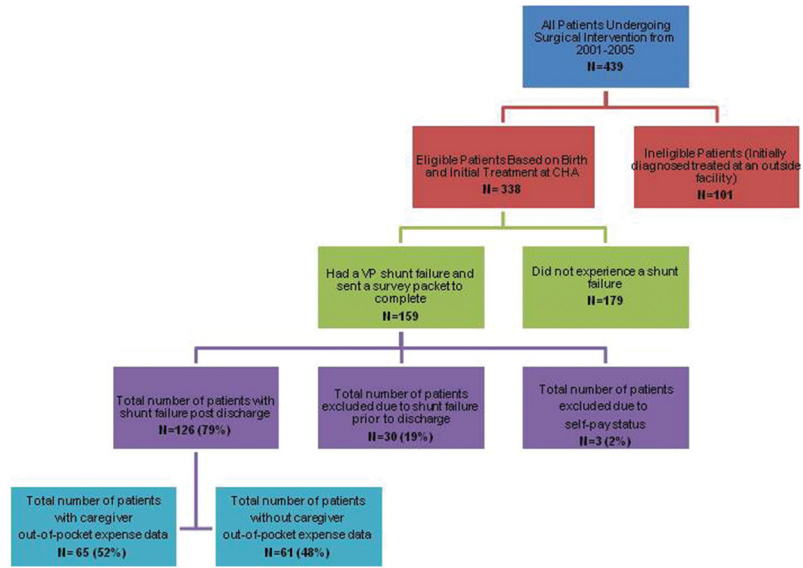 All Patients Undergoing
Surgical Intervention from
2001-2005
N=439
Eligible Patients Based on Birth
and Initial Treatment at CHA
N= 338
Ineligible Patients (Initially
diagnosed treated at an outside
facility)
N=101
Had a VP shunt failure and
sent a survey packet to
complete
N=159
Did not experience a shunt
failure
N=179
Total number of patients with
shunt failure post discharge
N=126 (79%)
Total number of patients
excluded due to shunt failure
prior to discharge
N=30 (19%)
Total number of patients
excluded due to
self-pay status
N=3 (2%)
Total number of patients
with caregiver
out-of-pocket expense data
N= 65 (52%)
Total number of patients
without caregiver
out-of-pocket expense data
N=61 (48%)